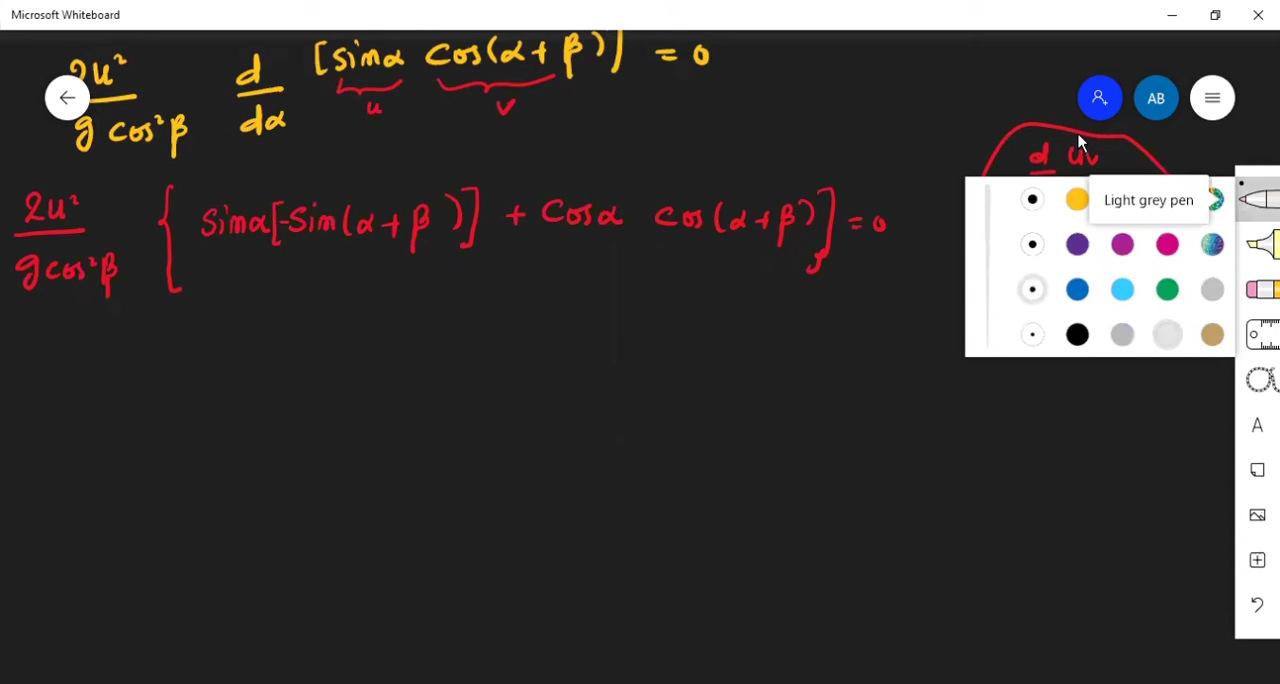 Microsoft Whiteboard
2u² / g cos²β d/dα [sinα cos(α+β)] = 0
u v
AB
d uv
Light grey pen
2u² / gcos²β { sinα[-sin(α+β)] + cosα cos(α+β)} = 0
A